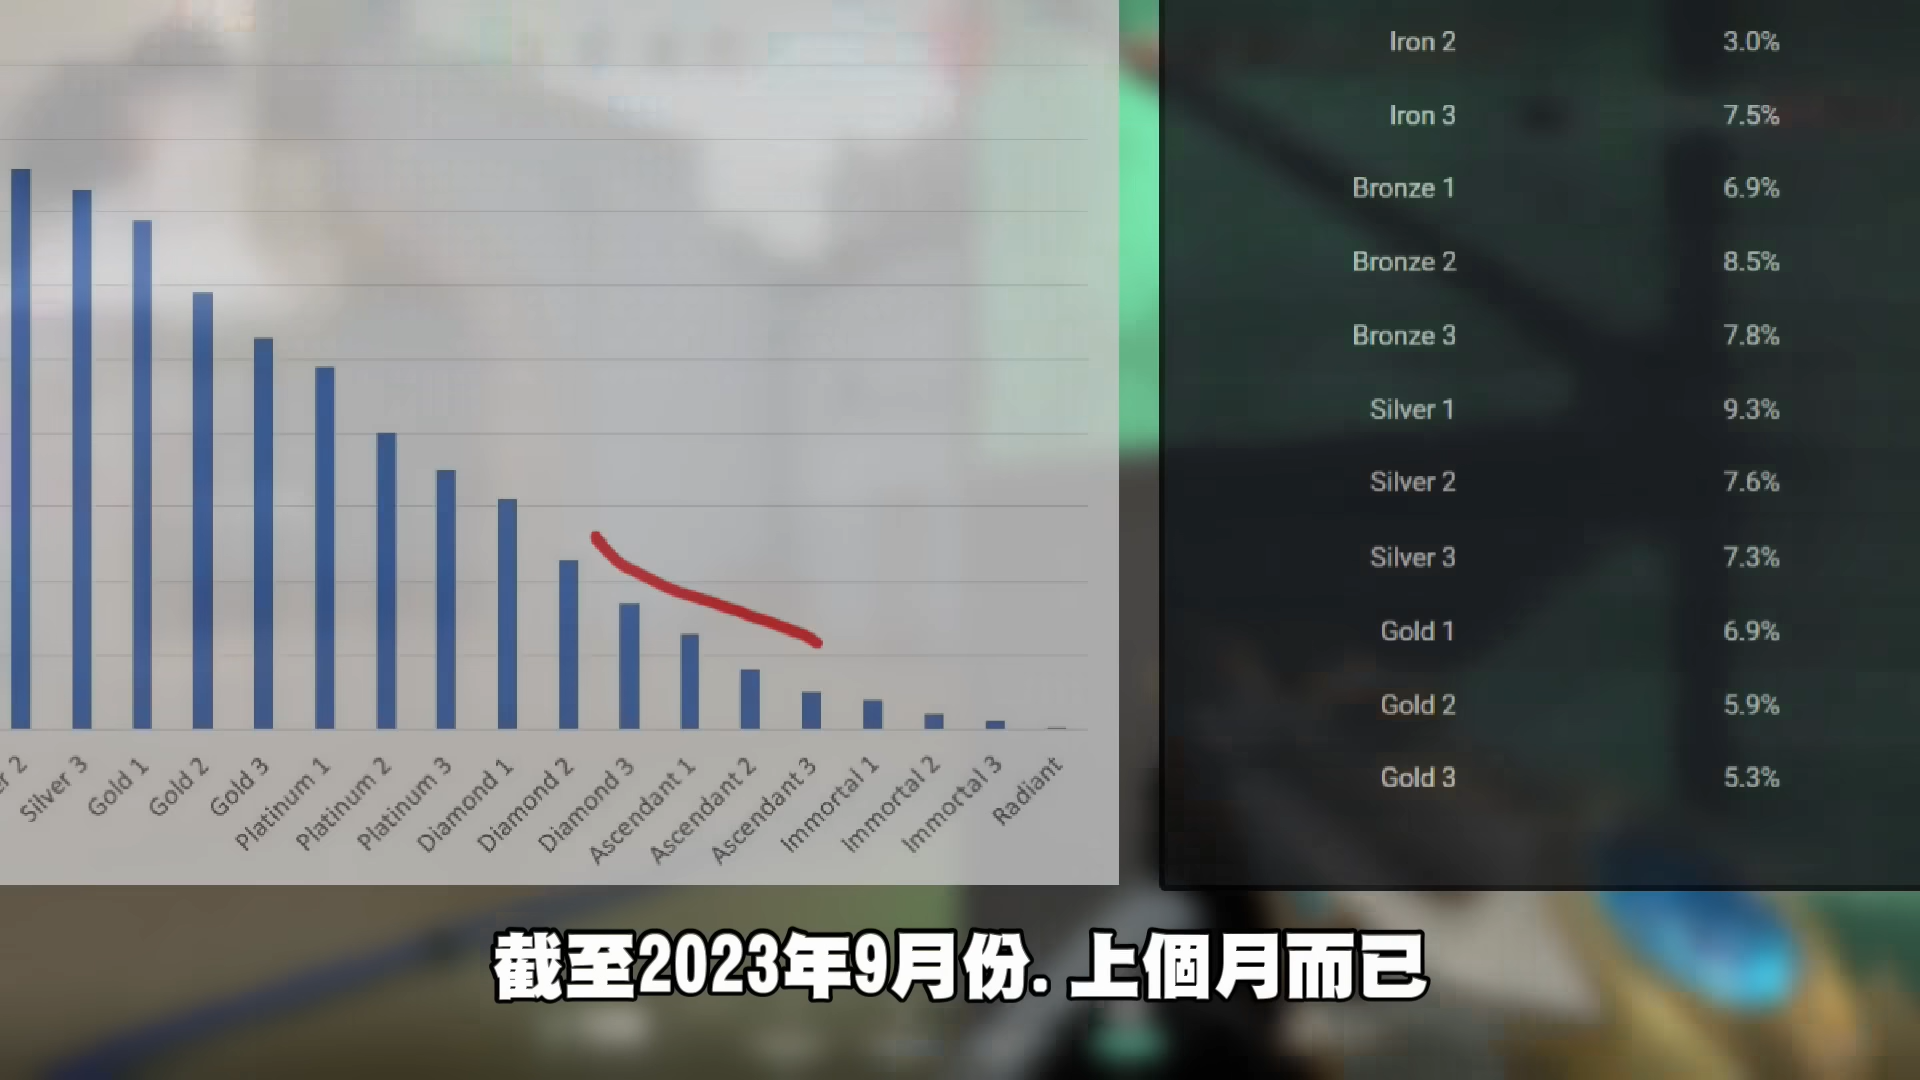 r 2
Silver 3
Gold 1
Gold 2
Gold 3
Platinum 1
Platinum 2
Platinum 3
Diamond 1
Diamond 2
Diamond 3
Ascendant 1
Ascendant 2
Ascendant 3
Immortal 1
Immortal 2
Immortal 3
Radiant
Iron 2 3.0%
Iron 3 7.5%
Bronze 1 6.9%
Bronze 2 8.5%
Bronze 3 7.8%
Silver 1 9.3%
Silver 2 7.6%
Silver 3 7.3%
Gold 1 6.9%
Gold 2 5.9%
Gold 3 5.3%
截至2023年9月份.上個月而已